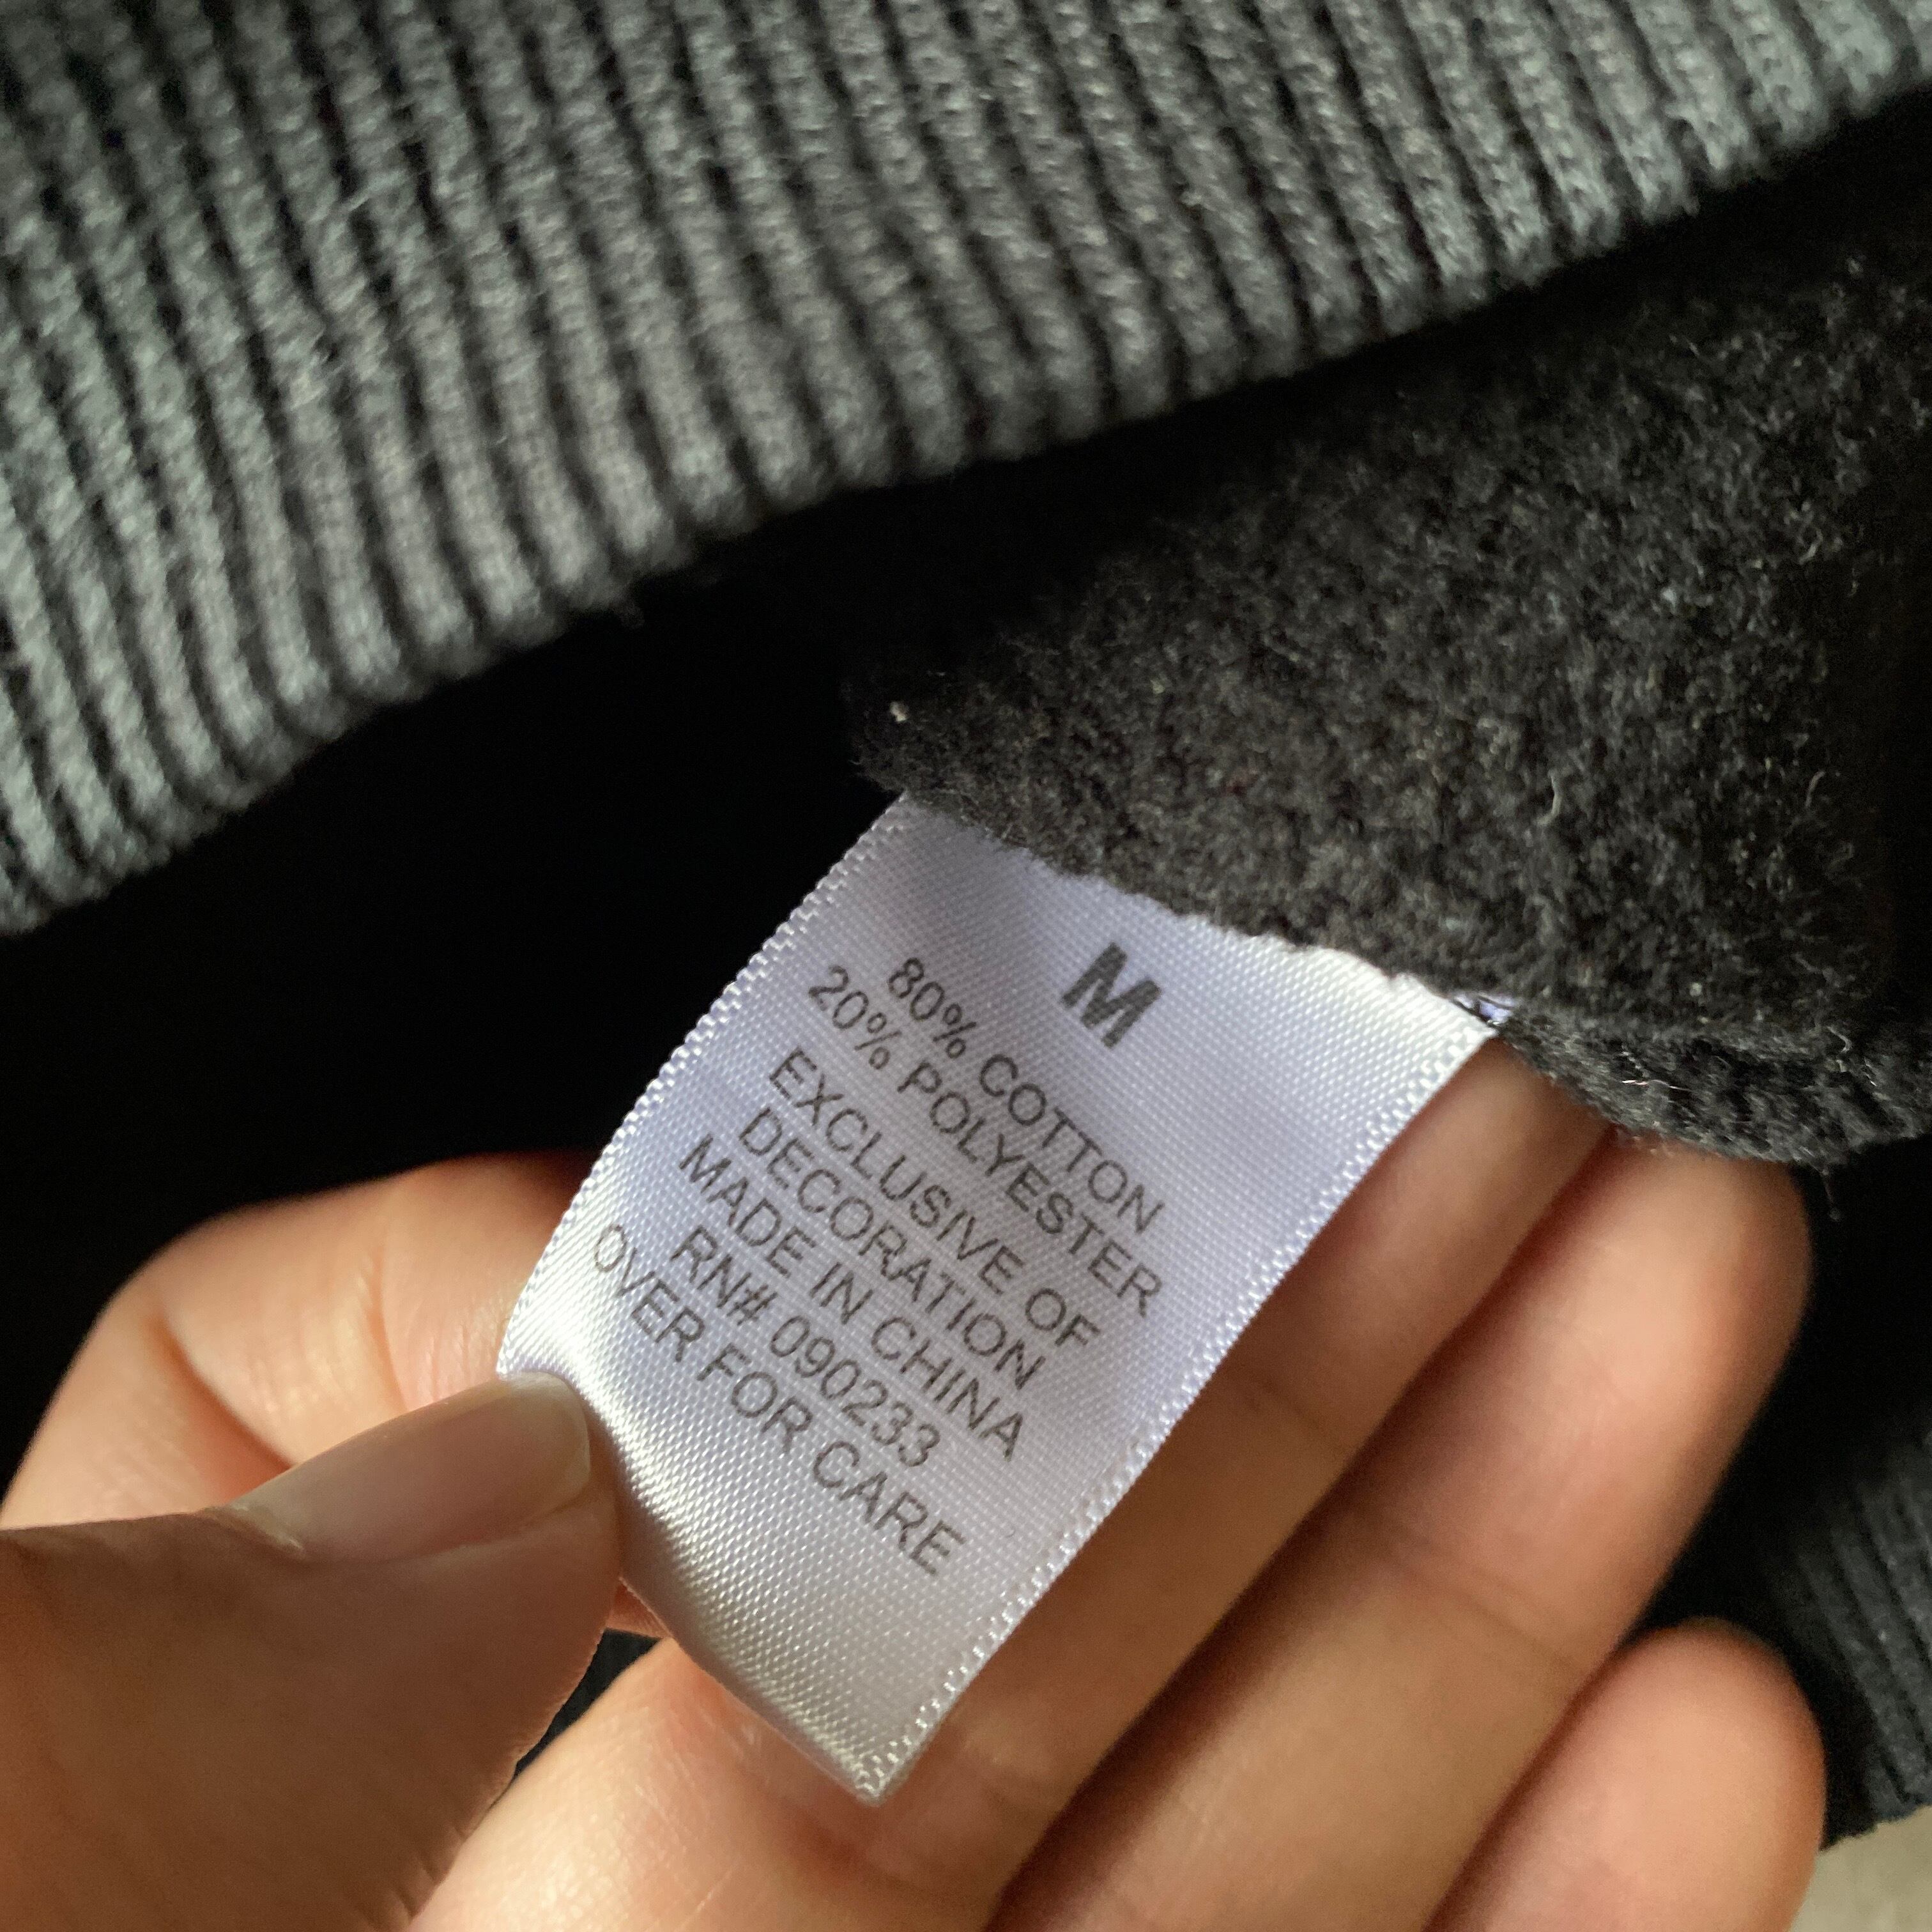 M
80% COTTON
20% POLYESTER
EXCLUSIVE OF
DECORATION
MADE IN CHINA
RN# 090233
OVER FOR CARE